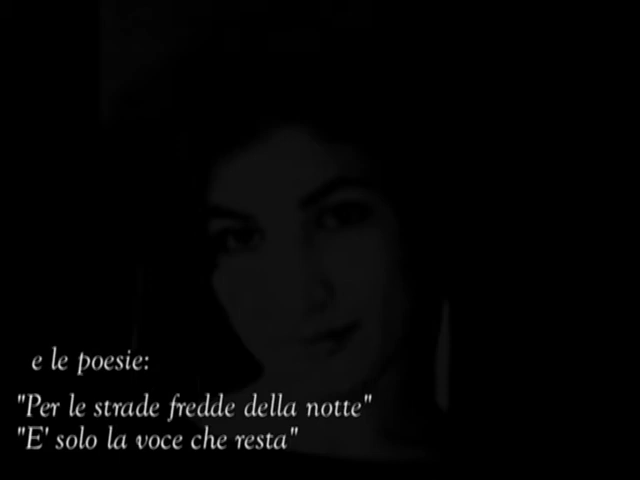 e le poesie:
"Per le strade fredde della notte"
"E' solo la voce che resta"